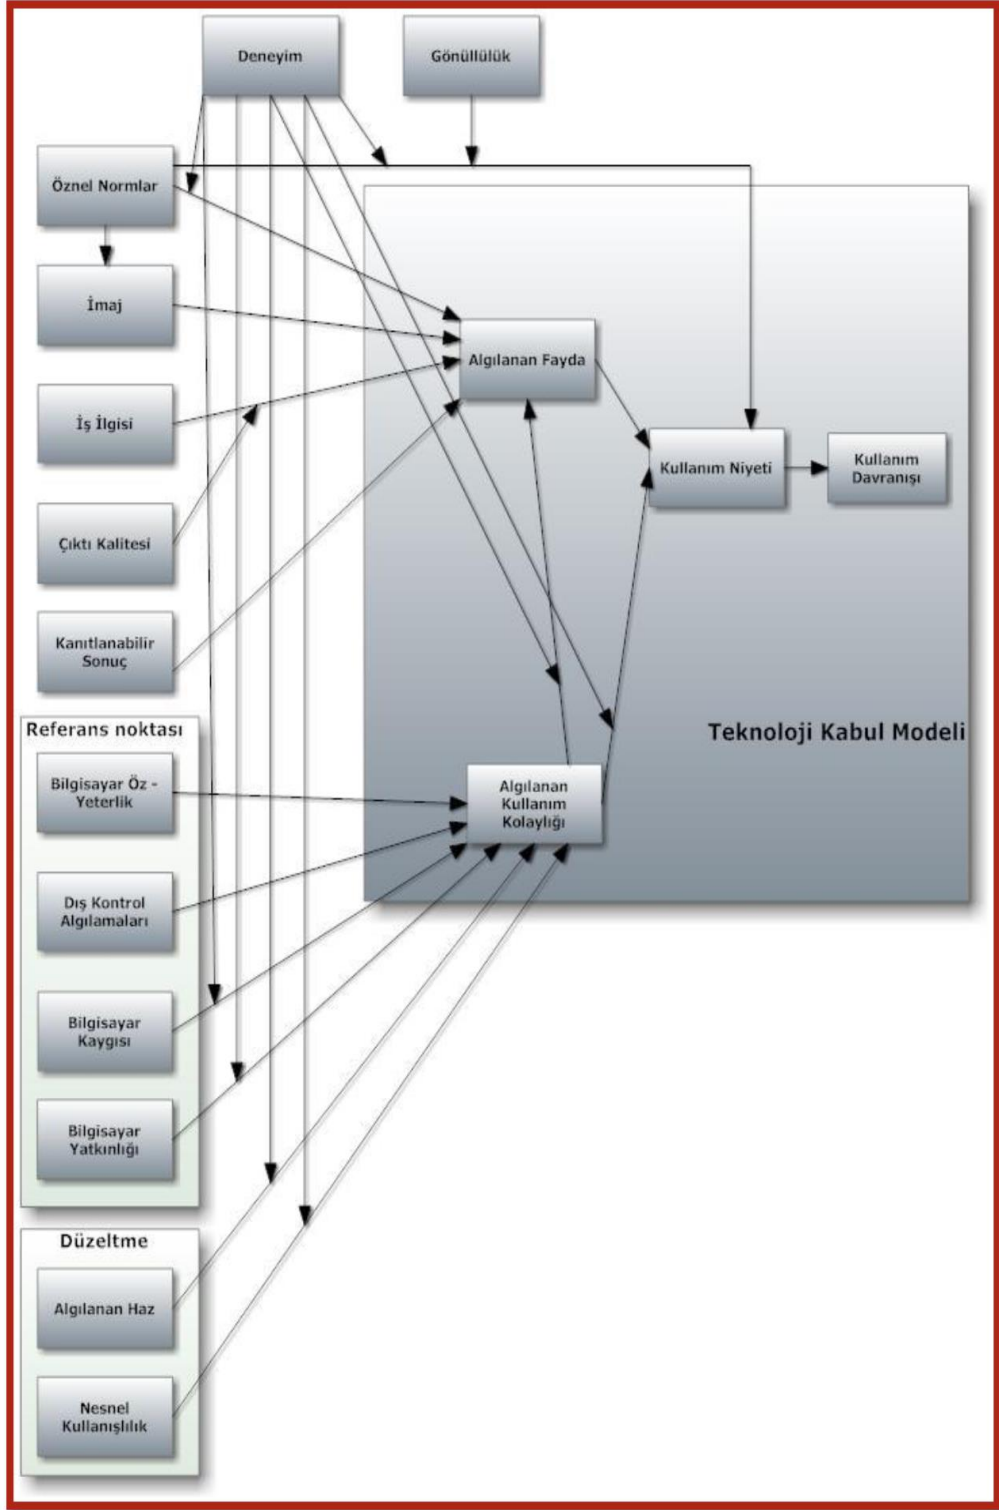 Deneyim
Gönüllülük
Öznel Normlar
İmaj
Algılanan Fayda
İş İlgisi
Kullanım Niyeti
Kullanım
Davranışı
Çıktı Kalitesi
Kanıtlanabilir
Sonuç
Teknoloji Kabul Modeli
Referans noktası
Bilgisayar Öz -
Yeterlik
Algılanan
Kullanım
Kolaylığı
Dış Kontrol
Algılamaları
Bilgisayar
Kaygısı
Bilgisayar
Yatkınlığı
Düzeltme
Algılanan Haz
Nesnel
Kullanışlılık